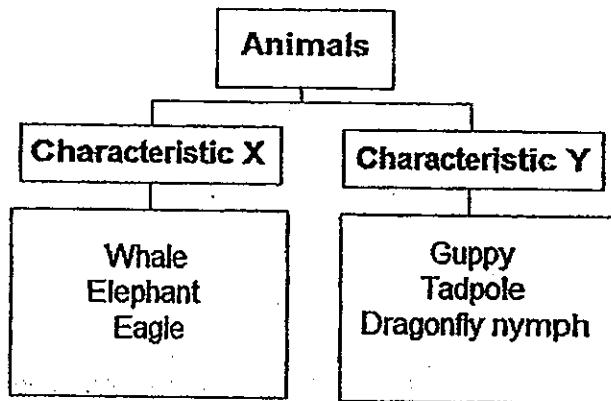 Animals
Characteristic X
Characteristic Y
Whale
Elephant
Eagle
Guppy
Tadpole
Dragonfly nymph